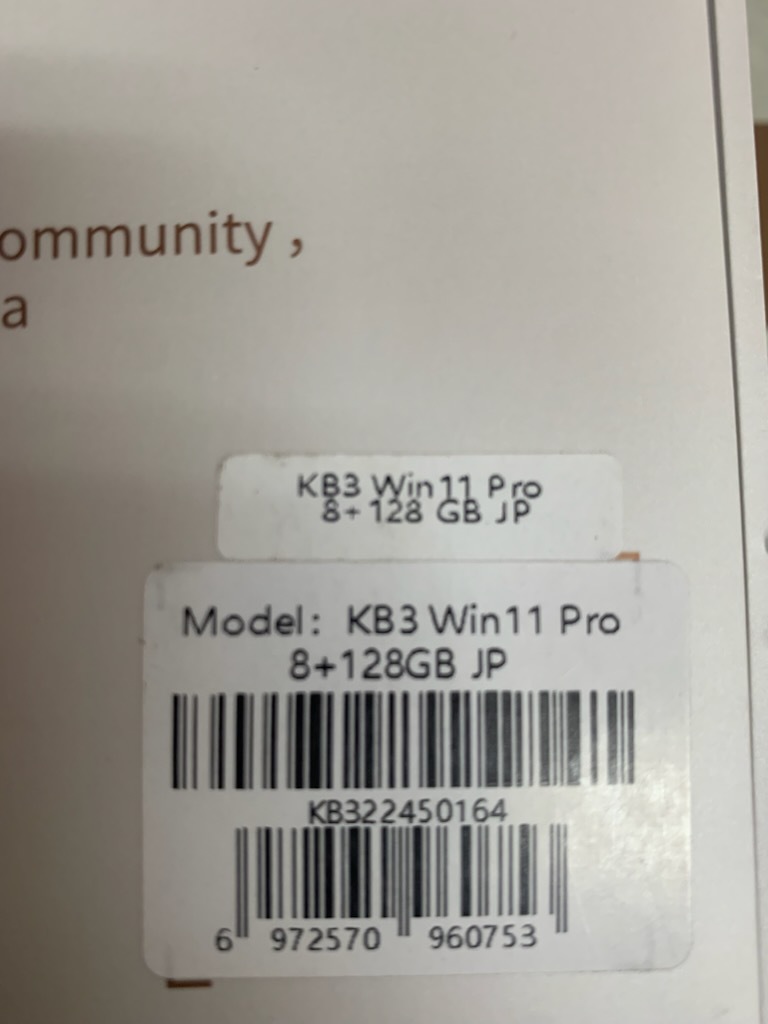 ommunity ,
a
KB3 Win11 Pro
8+128 GB JP
Model: KB3 Win11 Pro
8+128GB JP
KB322450164
6 972570 960753